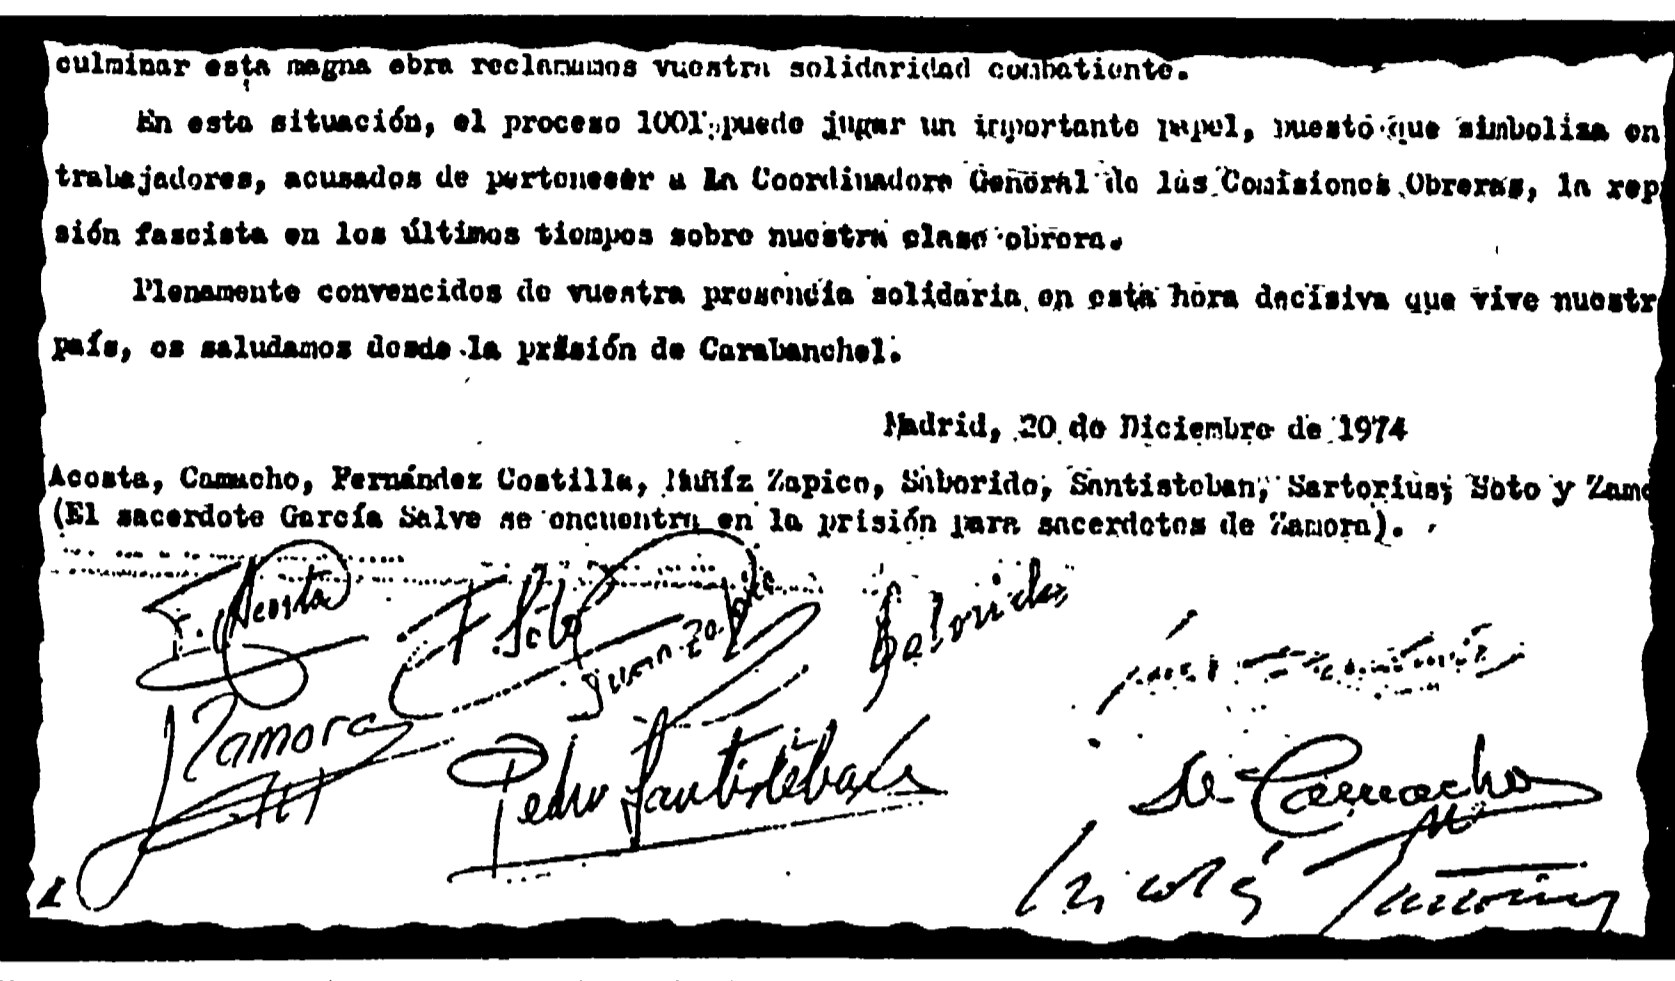 culminar esta magna obra reclamamos vuestra solidaridad combatiente.
En esta situación, el proceso 1001, puede jugar un importante papel, puesto que simboliza en
trabajadores, acusados de pertenecer a la Coordinadora General de las Comisiones Obreras, la rep
sión fascista en los últimos tiempos sobre nuestra clase obrera.
Plenamente convencidos de vuestra presencia solidaria en esta hora decisiva que vive nuestr
país, os saludamos desde la prisión de Carabanchel.
Madrid, 20 de Diciembre de 1974
Acosta, Camacho, Fernández Costilla, Muñíz Zapico, Saborido, Santisteban, Sartorius, Soto y Zamo
(El sacerdote García Salve se encuentra en la prisión para sacerdotes de Zamora).
F. Acosta
F. Soto
Juan Zapico
Saborido
Zamora
Pedro Santistéban
Camacho
Nicolás Sartorius